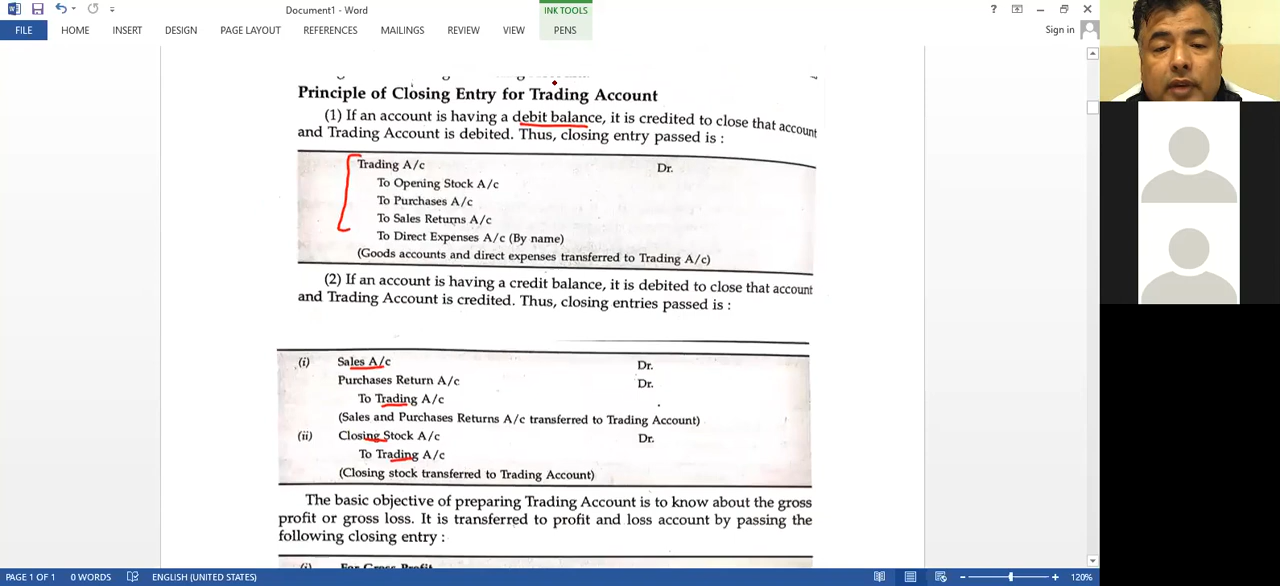 Document1 - Word
INK TOOLS
FILE
HOME
INSERT
DESIGN
PAGE LAYOUT
REFERENCES
MAILINGS
REVIEW
VIEW
PENS
Sign in
Principle of Closing Entry for Trading Account
(1) If an account is having a debit balance, it is credited to close that account
and Trading Account is debited. Thus, closing entry passed is :
Trading A/c Dr.
To Opening Stock A/c
To Purchases A/c
To Sales Returns A/c
To Direct Expenses A/c (By name)
(Goods accounts and direct expenses transferred to Trading A/c)
(2) If an account is having a credit balance, it is debited to close that account
and Trading Account is credited. Thus, closing entries passed is :
(i) Sales A/c Dr.
Purchases Return A/c Dr.
To Trading A/c
(Sales and Purchases Returns A/c transferred to Trading Account)
(ii) Closing Stock A/c Dr.
To Trading A/c
(Closing stock transferred to Trading Account)
The basic objective of preparing Trading Account is to know about the gross
profit or gross loss. It is transferred to profit and loss account by passing the
following closing entry :
(i) For Gross Profit
PAGE 1 OF 1
0 WORDS
ENGLISH (UNITED STATES)
120%